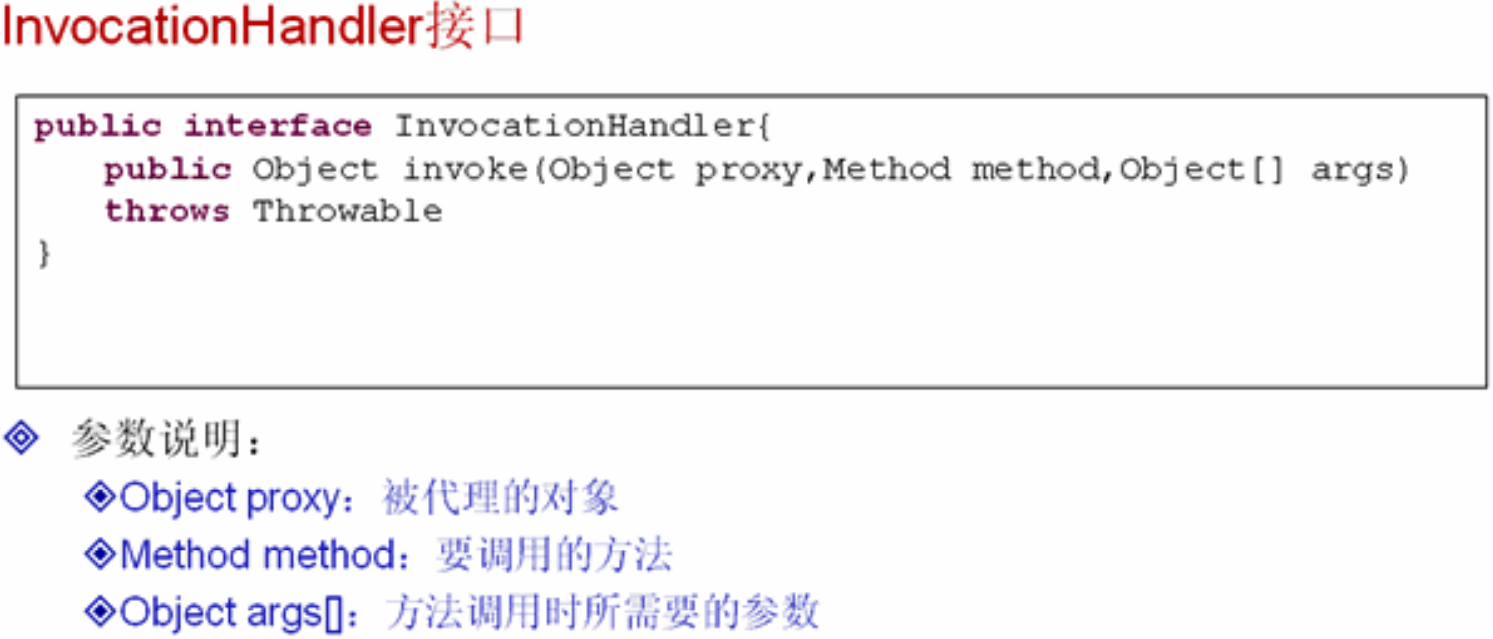 InvocationHandler接口
public interface InvocationHandler{
public Object invoke(Object proxy,Method method,Object[] args)
throws Throwable
}
参数说明：
Object proxy：被代理的对象
Method method：要调用的方法
Object args[]：方法调用时所需要的参数